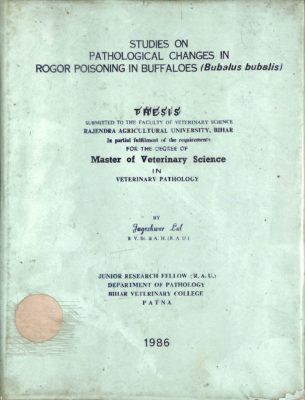 STUDIES ON
PATHOLOGICAL CHANGES IN
ROGOR POISONING IN BUFFALOES (Bubalus bubalis)
THESIS
SUBMITTED TO THE FACULTY OF VETERINARY SCIENCE
RAJENDRA AGRICULTURAL UNIVERSITY, BIHAR
In partial fulfilment of the requirements
FOR THE DEGREE OF
Master of Veterinary Science
IN
VETERINARY PATHOLOGY
BY
Jageshwar Lal
B. V. Sc. & A. H. (R. A. U.)
JUNIOR RESEARCH FELLOW (R. A. U.)
DEPARTMENT OF PATHOLOGY
BIHAR VETERINARY COLLEGE
PATNA
1986